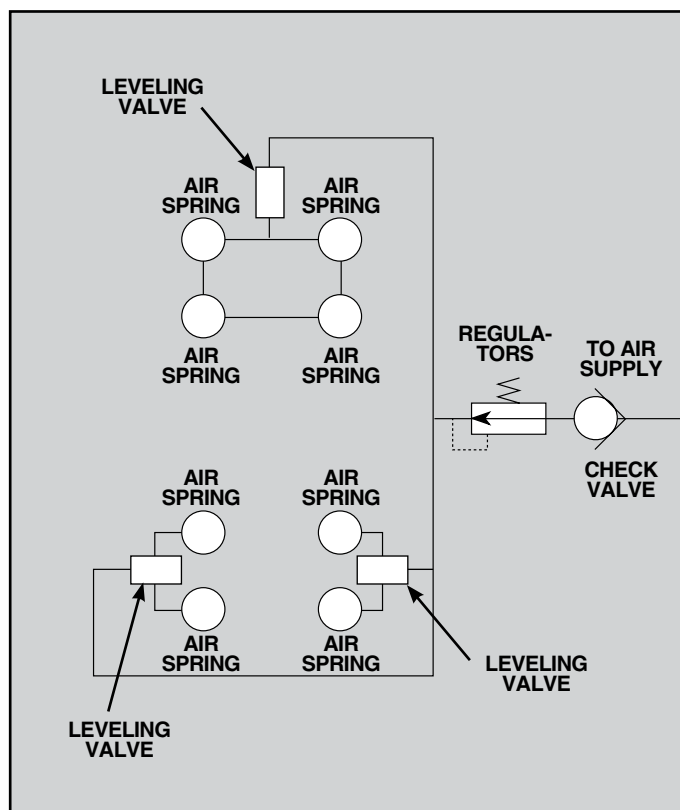 LEVELING
VALVE
AIR
SPRING
AIR
SPRING
AIR
SPRING
AIR
SPRING
REGULA-
TORS
TO AIR
SUPPLY
CHECK
VALVE
AIR
SPRING
AIR
SPRING
AIR
SPRING
AIR
SPRING
LEVELING
VALVE
LEVELING
VALVE